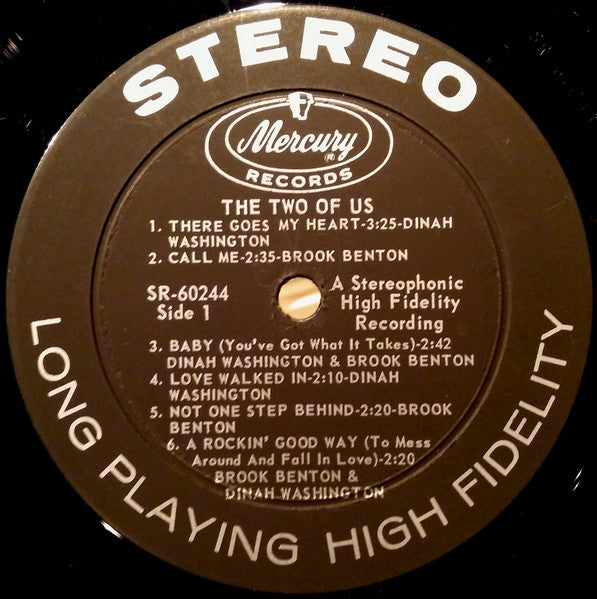 STEREO
Mercury
®
RECORDS
THE TWO OF US
1. THERE GOES MY HEART-3:25-DINAH
WASHINGTON
2. CALL ME-2:35-BROOK BENTON
SR-60244
Side 1
A Stereophonic
High Fidelity
Recording
3. BABY (You've Got What It Takes)-2:42
DINAH WASHINGTON & BROOK BENTON
4. LOVE WALKED IN-2:10-DINAH
WASHINGTON
5. NOT ONE STEP BEHIND-2:20-BROOK
BENTON
6. A ROCKIN' GOOD WAY (To Mess
Around And Fall In Love)-2:20
BROOK BENTON &
DINAH WASHINGTON
LONG PLAYING HIGH FIDELITY